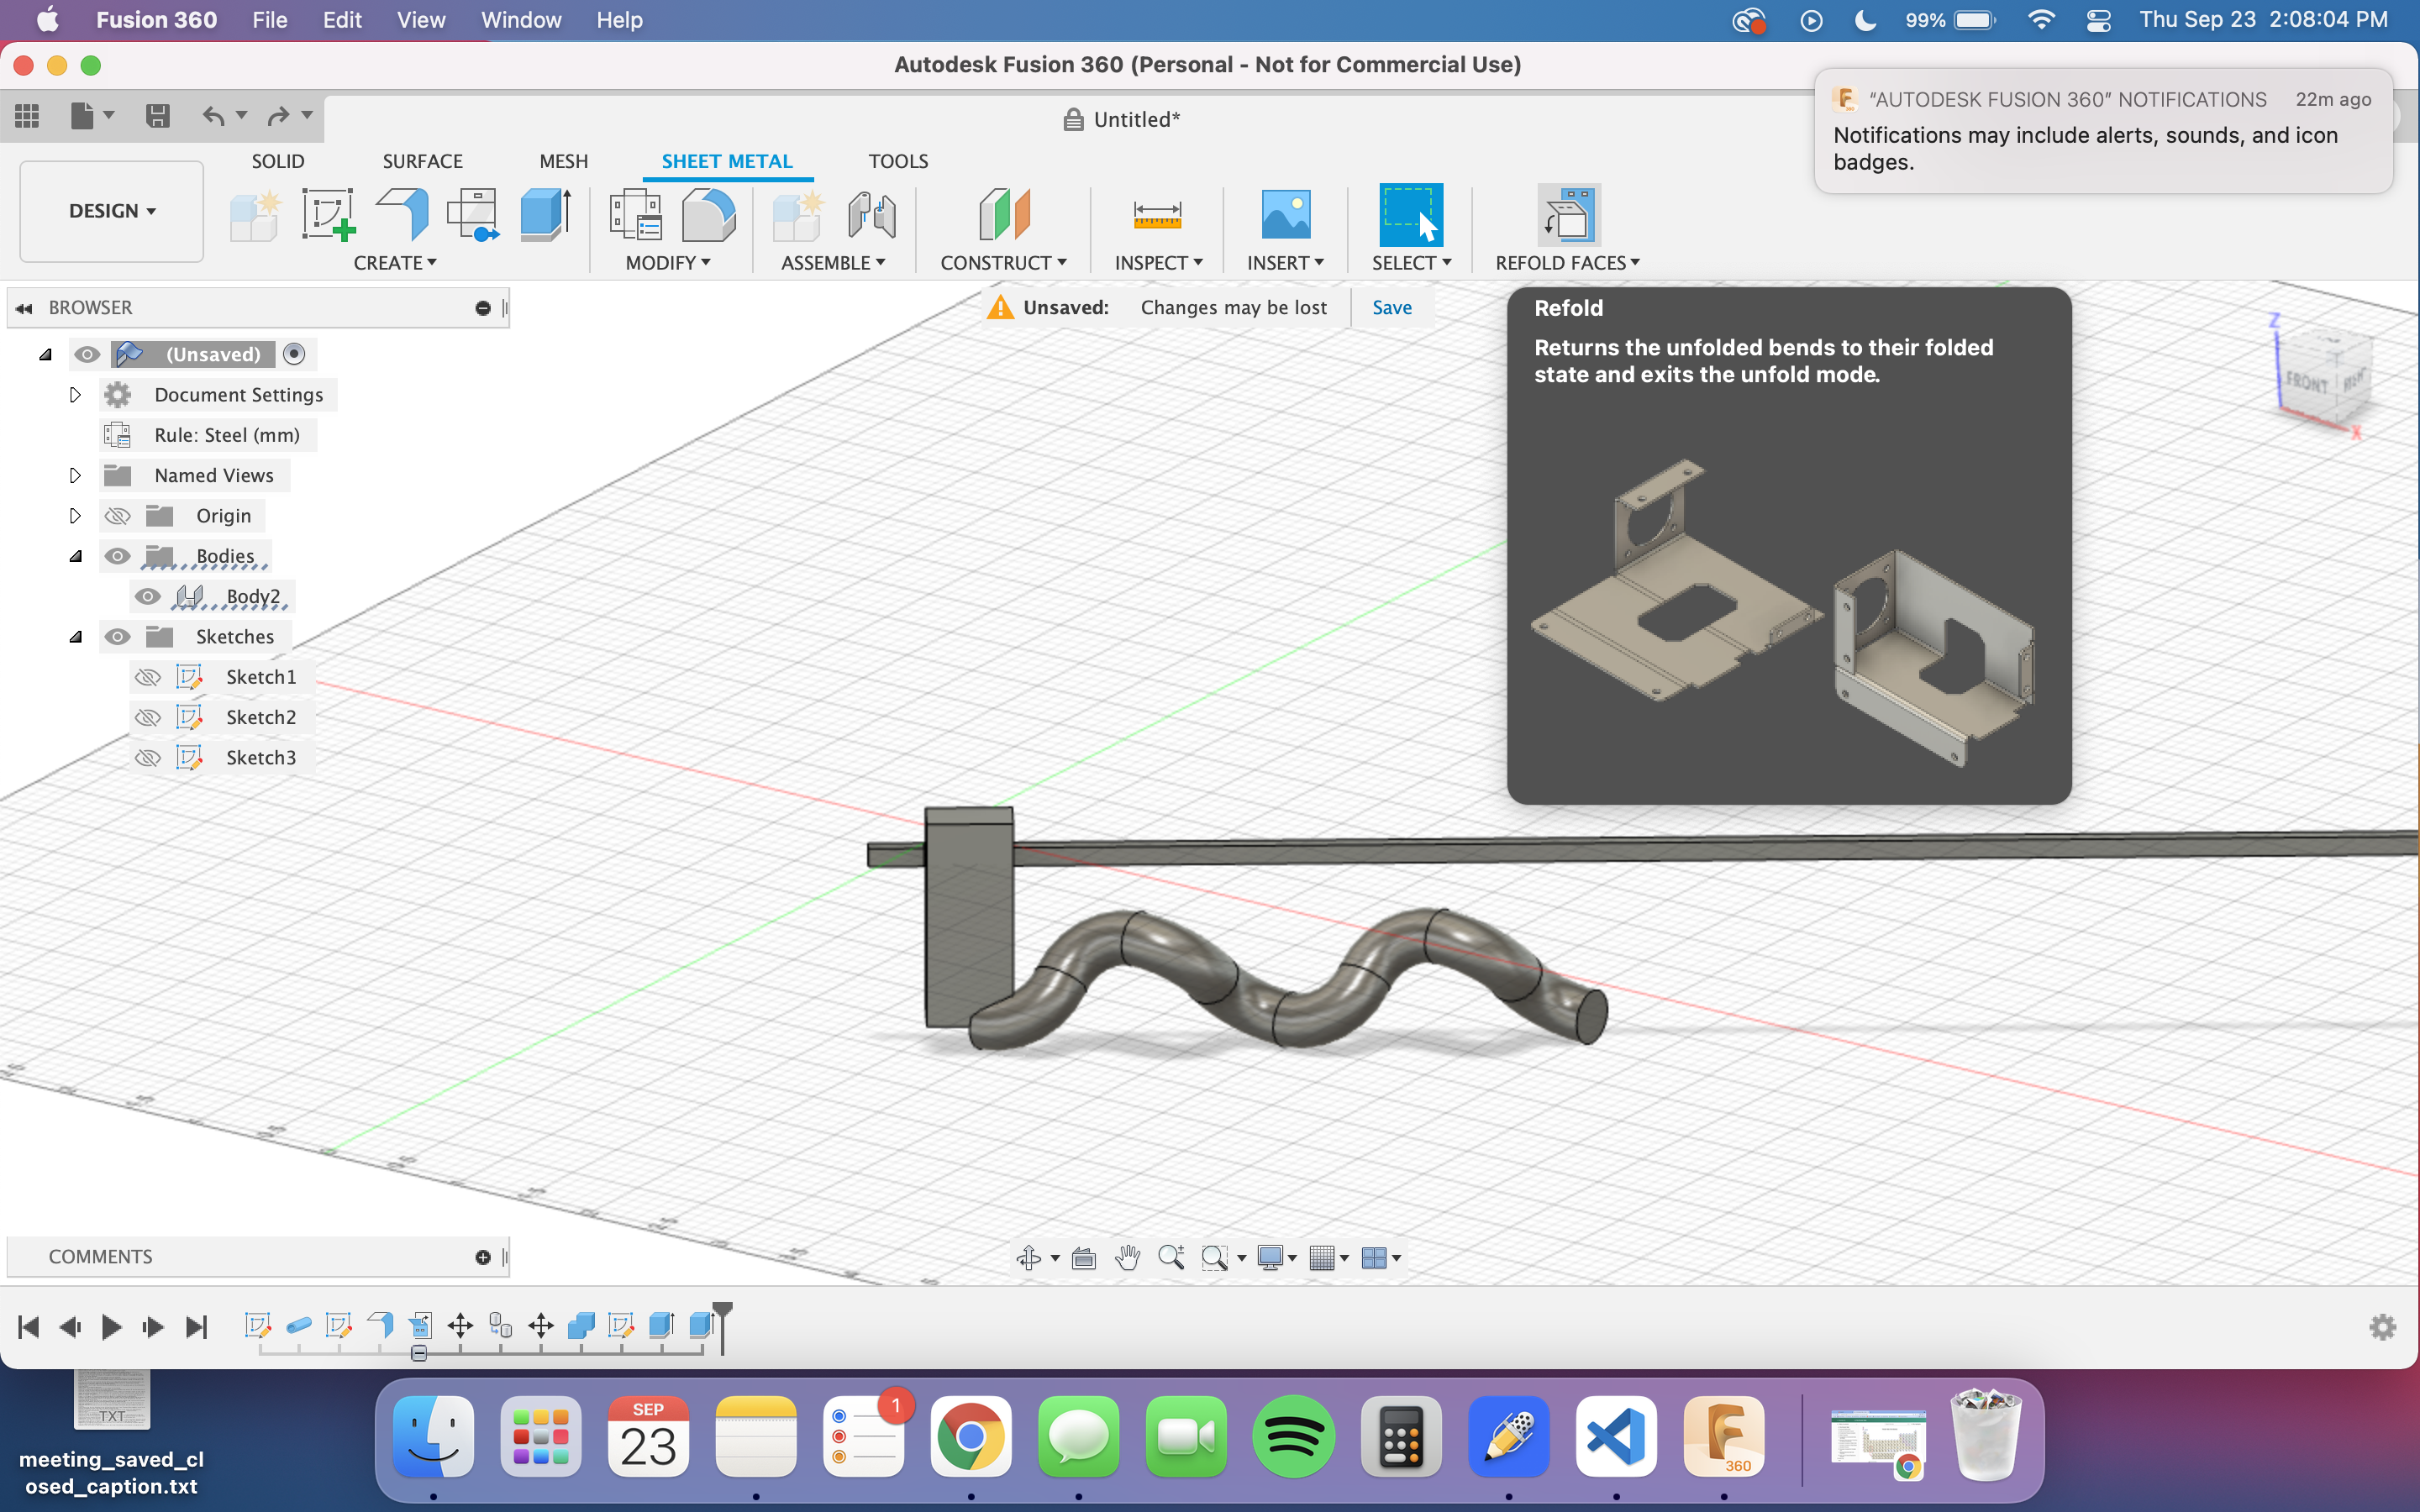 Fusion 360 File Edit View Window Help 99% Thu Sep 23 2:08:04 PM
Autodesk Fusion 360 (Personal - Not for Commercial Use)
"AUTODESK FUSION 360" NOTIFICATIONS 22m ago
Notifications may include alerts, sounds, and icon
badges.
Untitled*
SOLID SURFACE MESH SHEET METAL TOOLS
DESIGN
CREATE MODIFY ASSEMBLE CONSTRUCT INSPECT INSERT SELECT REFOLD FACES
BROWSER
Unsaved: Changes may be lost Save
Refold
Returns the unfolded bends to their folded
state and exits the unfold mode.
(Unsaved)
Document Settings
Rule: Steel (mm)
Named Views
Origin
Bodies
Body2
Sketches
Sketch1
Sketch2
Sketch3
Z
FRONT RIGHT
X
COMMENTS
TXT
meeting_saved_cl
osed_caption.txt
SEP
23
1
360